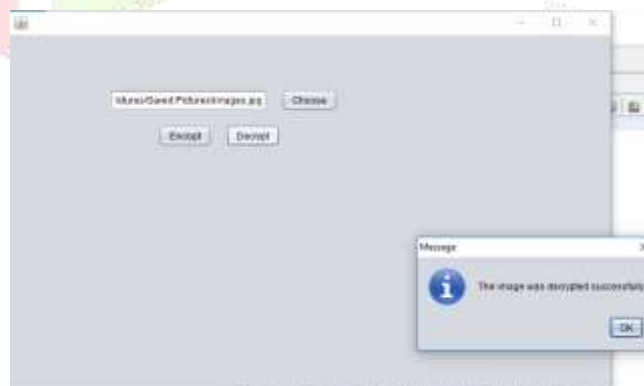 Choose
Encrypt Decrypt
Message
The image was decrypted successfully
OK